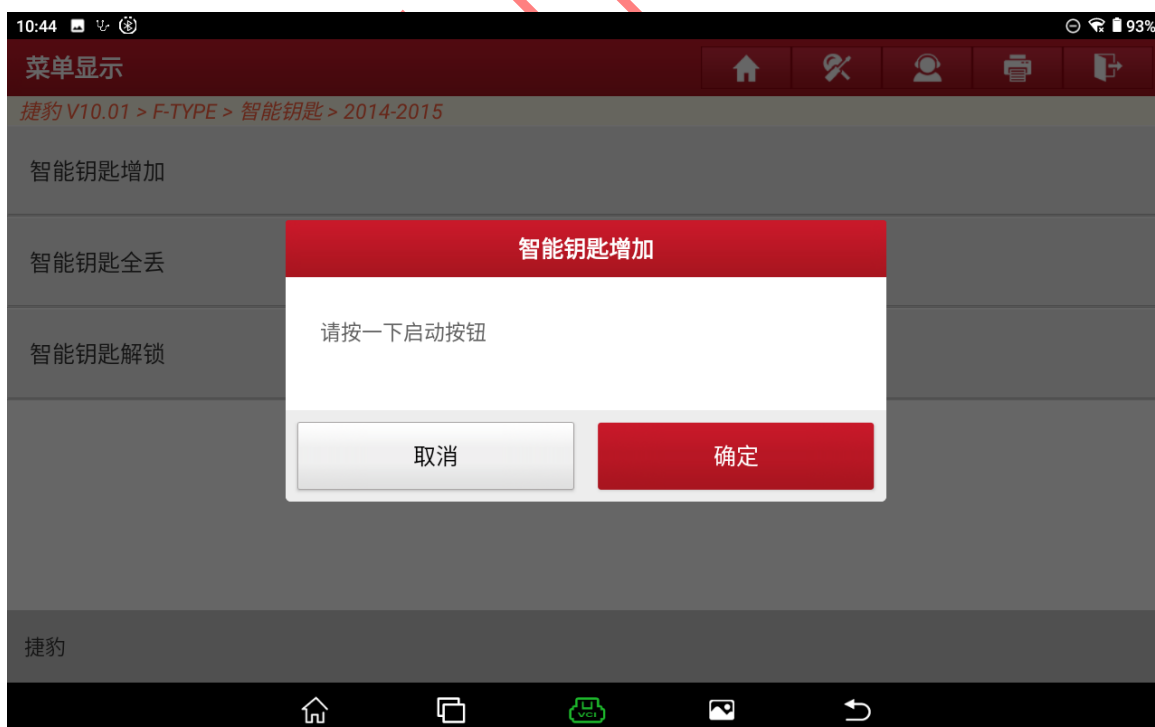 10:44
93%
菜单显示
捷豹 V10.01 > F-TYPE > 智能钥匙 > 2014-2015
智能钥匙增加
智能钥匙全丢
智能钥匙解锁
智能钥匙增加
请按一下启动按钮
取消
确定
捷豹
VCI